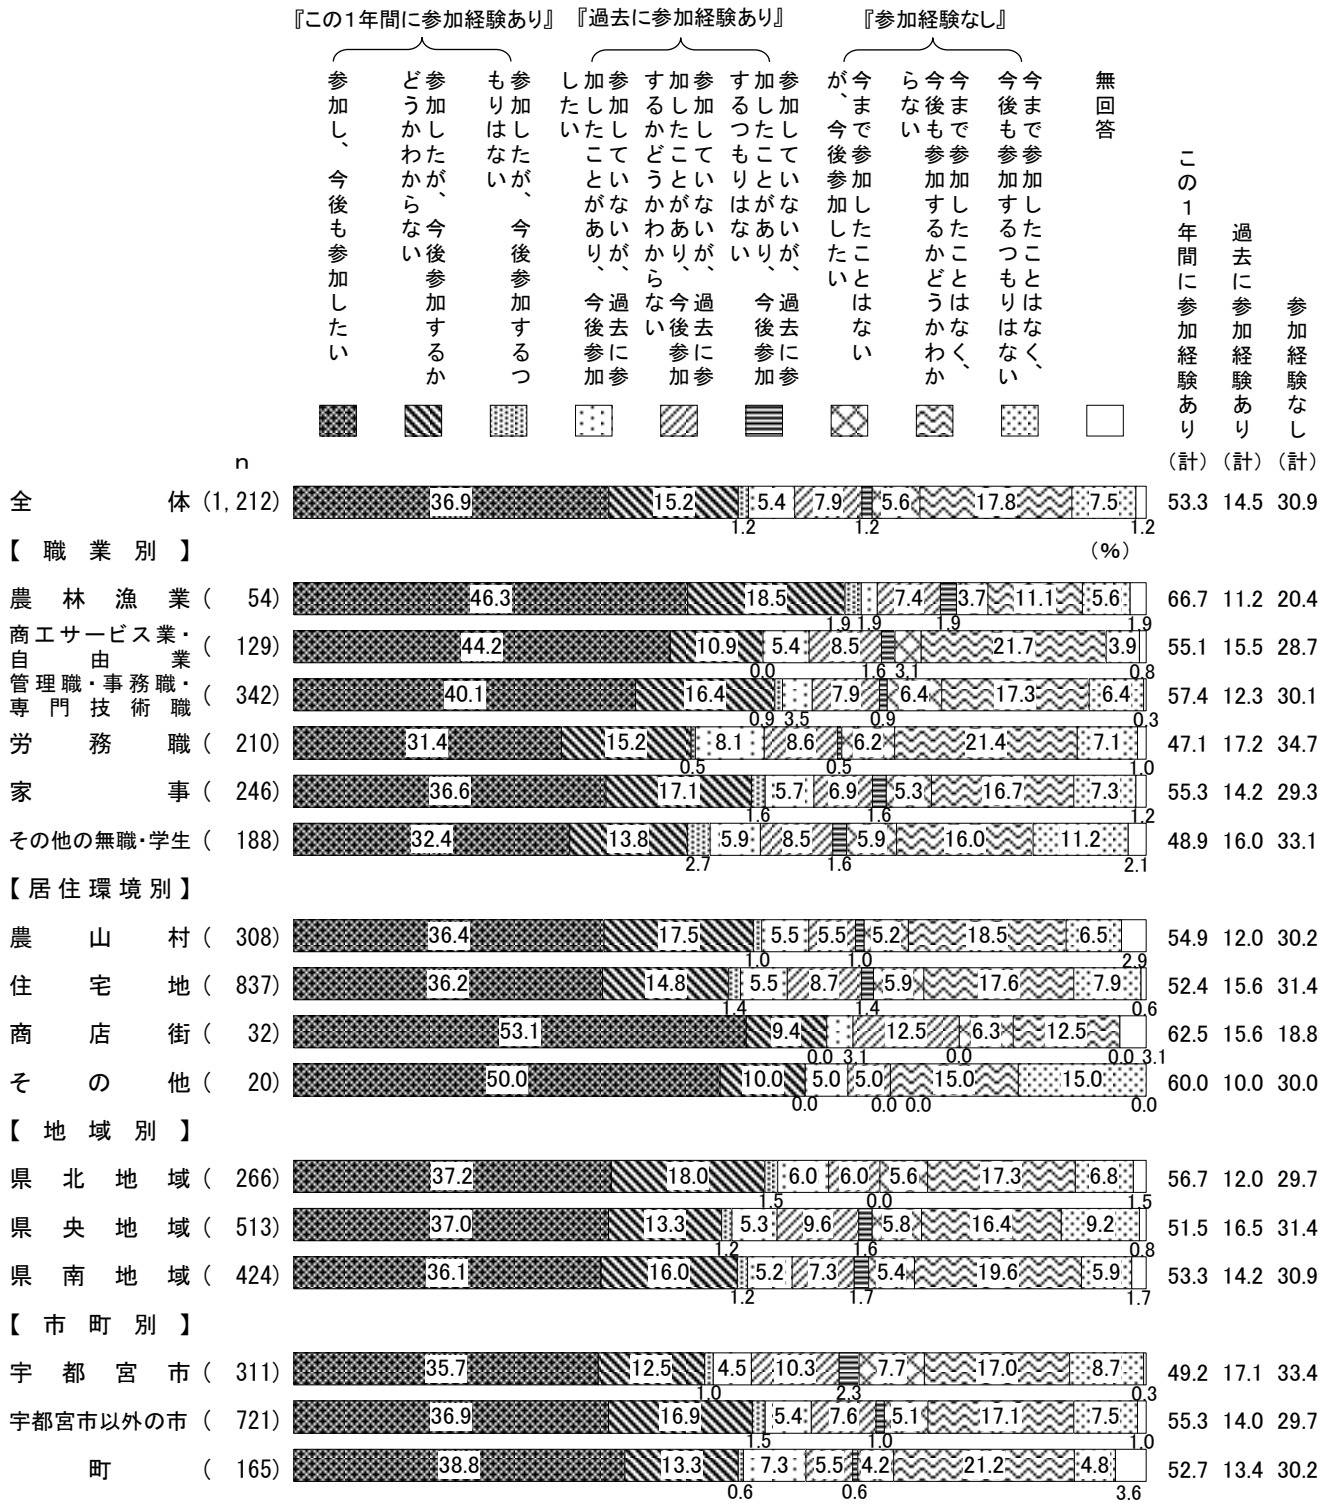 『この１年間に参加経験あり』 『過去に参加経験あり』 『参加経験なし』
参加し、今後も参加したい
参加したが、今後参加するか
どうかわからない
参加したが、今後参加するつ
もりはない
参加していないが、過去に参
加したことがあり、今後参加
したい
参加していないが、過去に参
加したことがあり、今後参加
するかどうかわからない
参加していないが、過去に参
加したことがあり、今後参加
するつもりはない
今まで参加したことはない
が、今後参加したい
今まで参加したことはなく、
今後も参加するかどうかわか
らない
今まで参加したことはなく、
今後も参加するつもりはない
無回答
この１年間に参加経験あり（計）
過去に参加経験あり（計）
参加経験なし（計）
n
全体 (1,212) 36.9 15.2 1.2 5.4 7.9 1.2 5.6 17.8 7.5 1.2 53.3 14.5 30.9
【職業別】 （％）
農林漁業 ( 54) 46.3 18.5 1.9 1.9 7.4 1.9 3.7 11.1 5.6 1.9 66.7 11.2 20.4
商工サービス業・
自由業 ( 129) 44.2 10.9 0.0 5.4 8.5 1.6 3.1 21.7 3.9 0.8 55.1 15.5 28.7
管理職・事務職・
専門技術職 ( 342) 40.1 16.4 0.9 3.5 7.9 0.9 6.4 17.3 6.4 0.3 57.4 12.3 30.1
労務職 ( 210) 31.4 15.2 0.5 8.1 8.6 0.5 6.2 21.4 7.1 1.0 47.1 17.2 34.7
家事 ( 246) 36.6 17.1 1.6 5.7 6.9 1.6 5.3 16.7 7.3 1.2 55.3 14.2 29.3
その他の無職・学生 ( 188) 32.4 13.8 2.7 5.9 8.5 1.6 5.9 16.0 11.2 2.1 48.9 16.0 33.1
【居住環境別】
農山村 ( 308) 36.4 17.5 1.0 5.5 5.5 1.0 5.2 18.5 6.5 2.9 54.9 12.0 30.2
住宅地 ( 837) 36.2 14.8 1.4 5.5 8.7 1.4 5.9 17.6 7.9 0.6 52.4 15.6 31.4
商店街 ( 32) 53.1 9.4 0.0 3.1 12.5 0.0 6.3 12.5 0.0 3.1 62.5 15.6 18.8
その他 ( 20) 50.0 10.0 0.0 5.0 5.0 0.0 0.0 15.0 15.0 0.0 60.0 10.0 30.0
【地域別】
県北地域 ( 266) 37.2 18.0 1.5 6.0 6.0 0.0 5.6 17.3 6.8 1.5 56.7 12.0 29.7
県央地域 ( 513) 37.0 13.3 1.2 5.3 9.6 1.6 5.8 16.4 9.2 0.8 51.5 16.5 31.4
県南地域 ( 424) 36.1 16.0 1.2 5.2 7.3 1.7 5.4 19.6 5.9 1.7 53.3 14.2 30.9
【市町別】
宇都宮市 ( 311) 35.7 12.5 1.0 4.5 10.3 2.3 7.7 17.0 8.7 0.3 49.2 17.1 33.4
宇都宮市以外の市 ( 721) 36.9 16.9 1.5 5.4 7.6 1.0 5.1 17.1 7.5 1.0 55.3 14.0 29.7
町 ( 165) 38.8 13.3 0.6 7.3 5.5 0.6 4.2 21.2 4.8 3.6 52.7 13.4 30.2